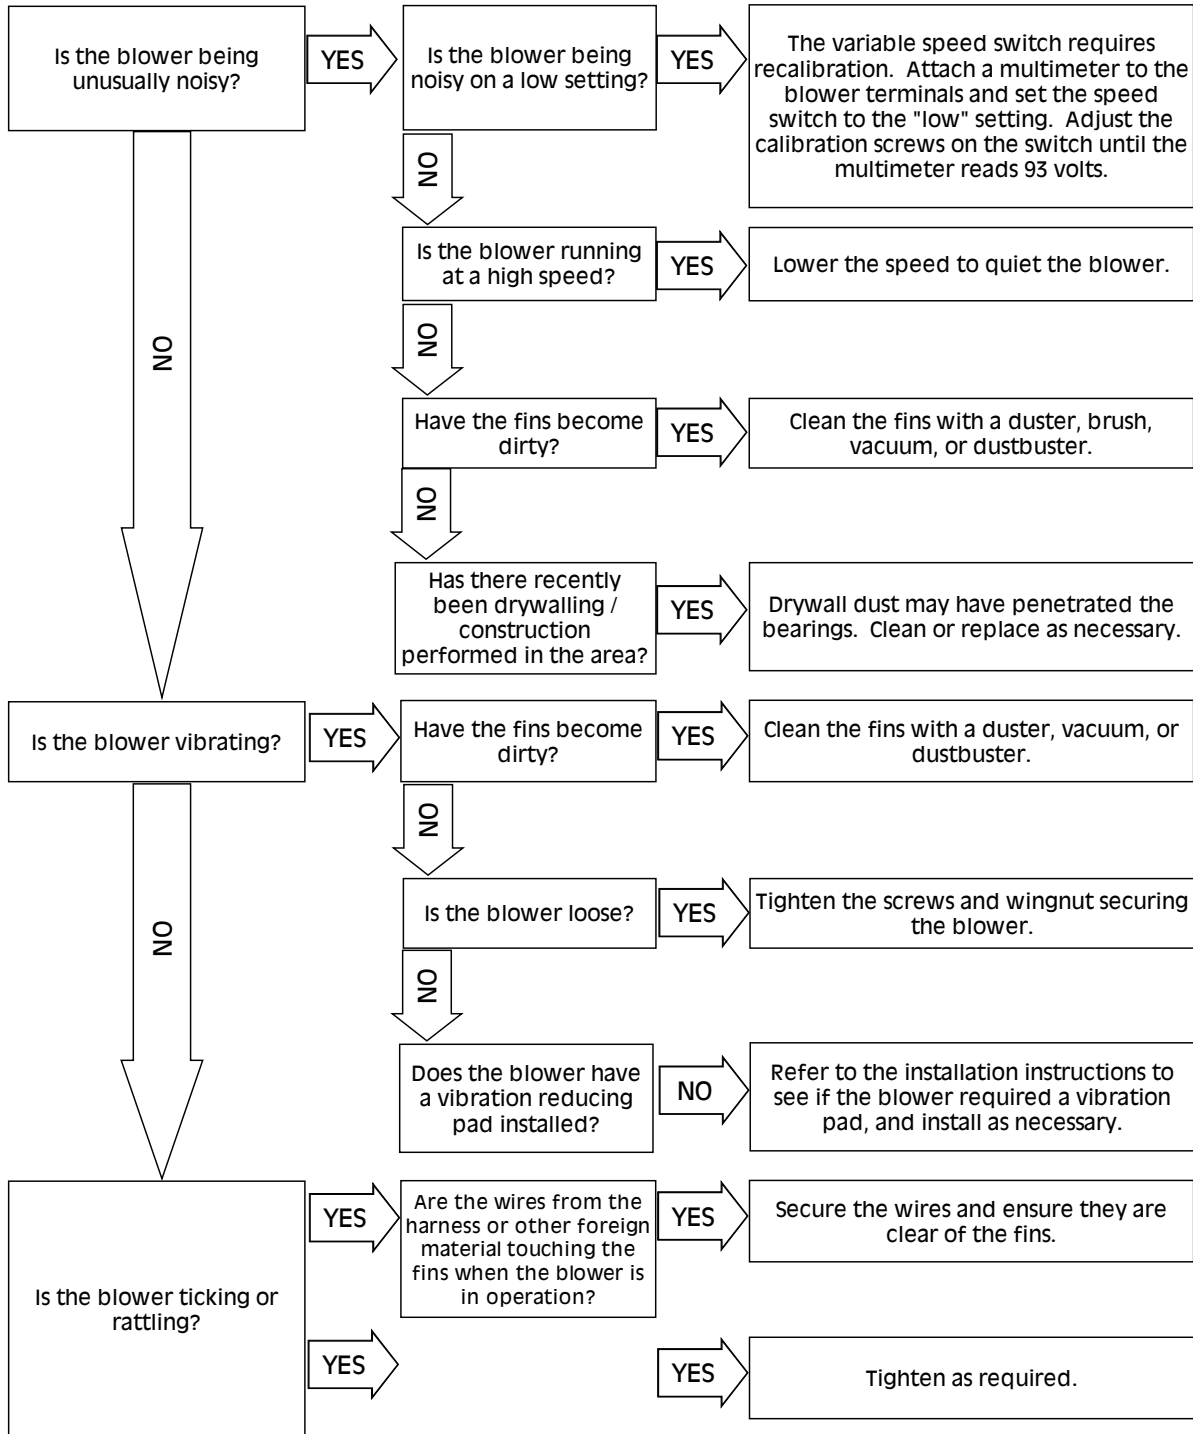 Is the blower being
unusually noisy?
YES
Is the blower being
noisy on a low setting?
YES
The variable speed switch requires
recalibration. Attach a multimeter to the
blower terminals and set the speed
switch to the "low" setting. Adjust the
calibration screws on the switch until the
multimeter reads 93 volts.
NO
NO
Is the blower running
at a high speed?
YES
Lower the speed to quiet the blower.
NO
Have the fins become
dirty?
YES
Clean the fins with a duster, brush,
vacuum, or dustbuster.
NO
Has there recently
been drywalling /
construction
performed in the area?
YES
Drywall dust may have penetrated the
bearings. Clean or replace as necessary.
Is the blower vibrating?
YES
Have the fins become
dirty?
YES
Clean the fins with a duster, vacuum, or
dustbuster.
NO
NO
Is the blower loose?
YES
Tighten the screws and wingnut securing
the blower.
NO
Does the blower have
a vibration reducing
pad installed?
NO
Refer to the installation instructions to
see if the blower required a vibration
pad, and install as necessary.
Is the blower ticking or
rattling?
YES
Are the wires from the
harness or other foreign
material touching the
fins when the blower is
in operation?
YES
Secure the wires and ensure they are
clear of the fins.
YES
YES
Tighten as required.